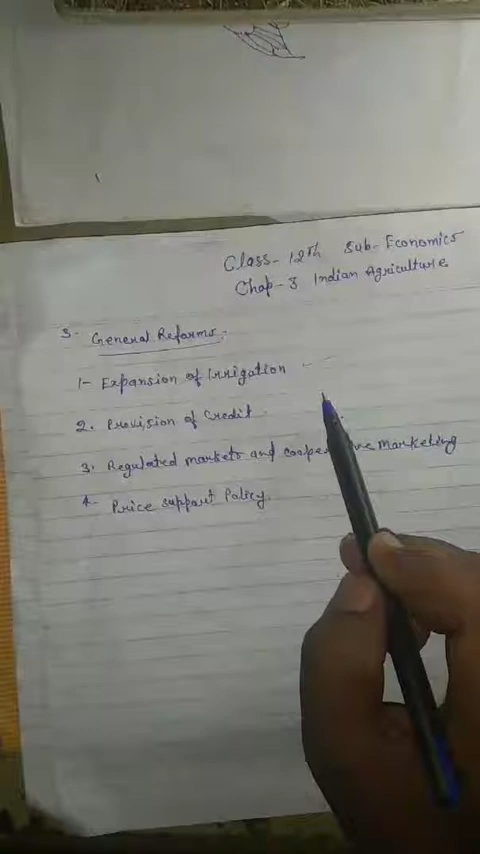 Class-12th Sub-Economics
Chap-3 Indian Agriculture
3. General Reforms.
1- Expansion of Irrigation
2. Provision of Credit
3. Regulated markets and marketing
4- Price support Policy.